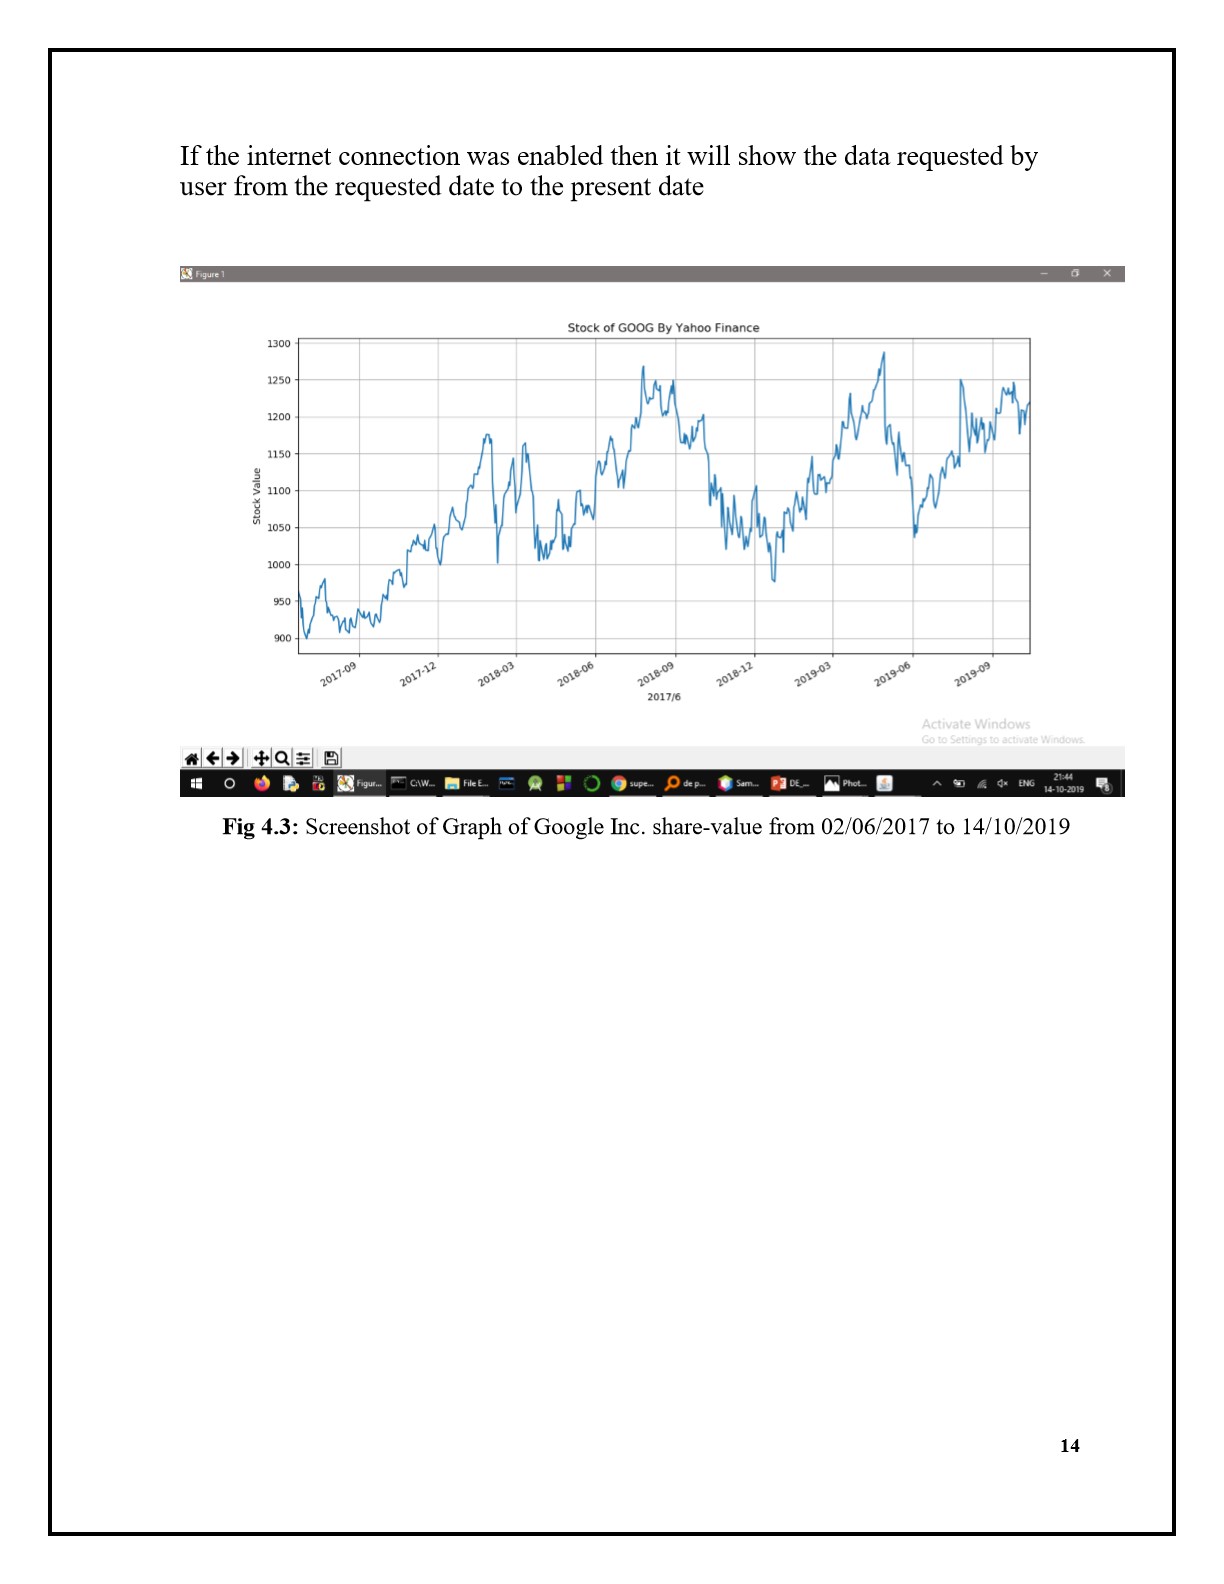 If the internet connection was enabled then it will show the data requested by
user from the requested date to the present date
Figure 1
Stock of GOOG By Yahoo Finance
1300
1250
1200
1150
1100
1050
1000
950
900
Stock Value
2017-09
2017-12
2018-03
2018-06
2018-09
2018-12
2019-03
2019-06
2019-09
2017/6
Activate Windows
Go to Settings to activate Windows.
Figur...
C:\W...
File E...
supe...
de p...
Sam...
DE_...
Phot...
ENG
21:44
14-10-2019
Fig 4.3: Screenshot of Graph of Google Inc. share-value from 02/06/2017 to 14/10/2019
14